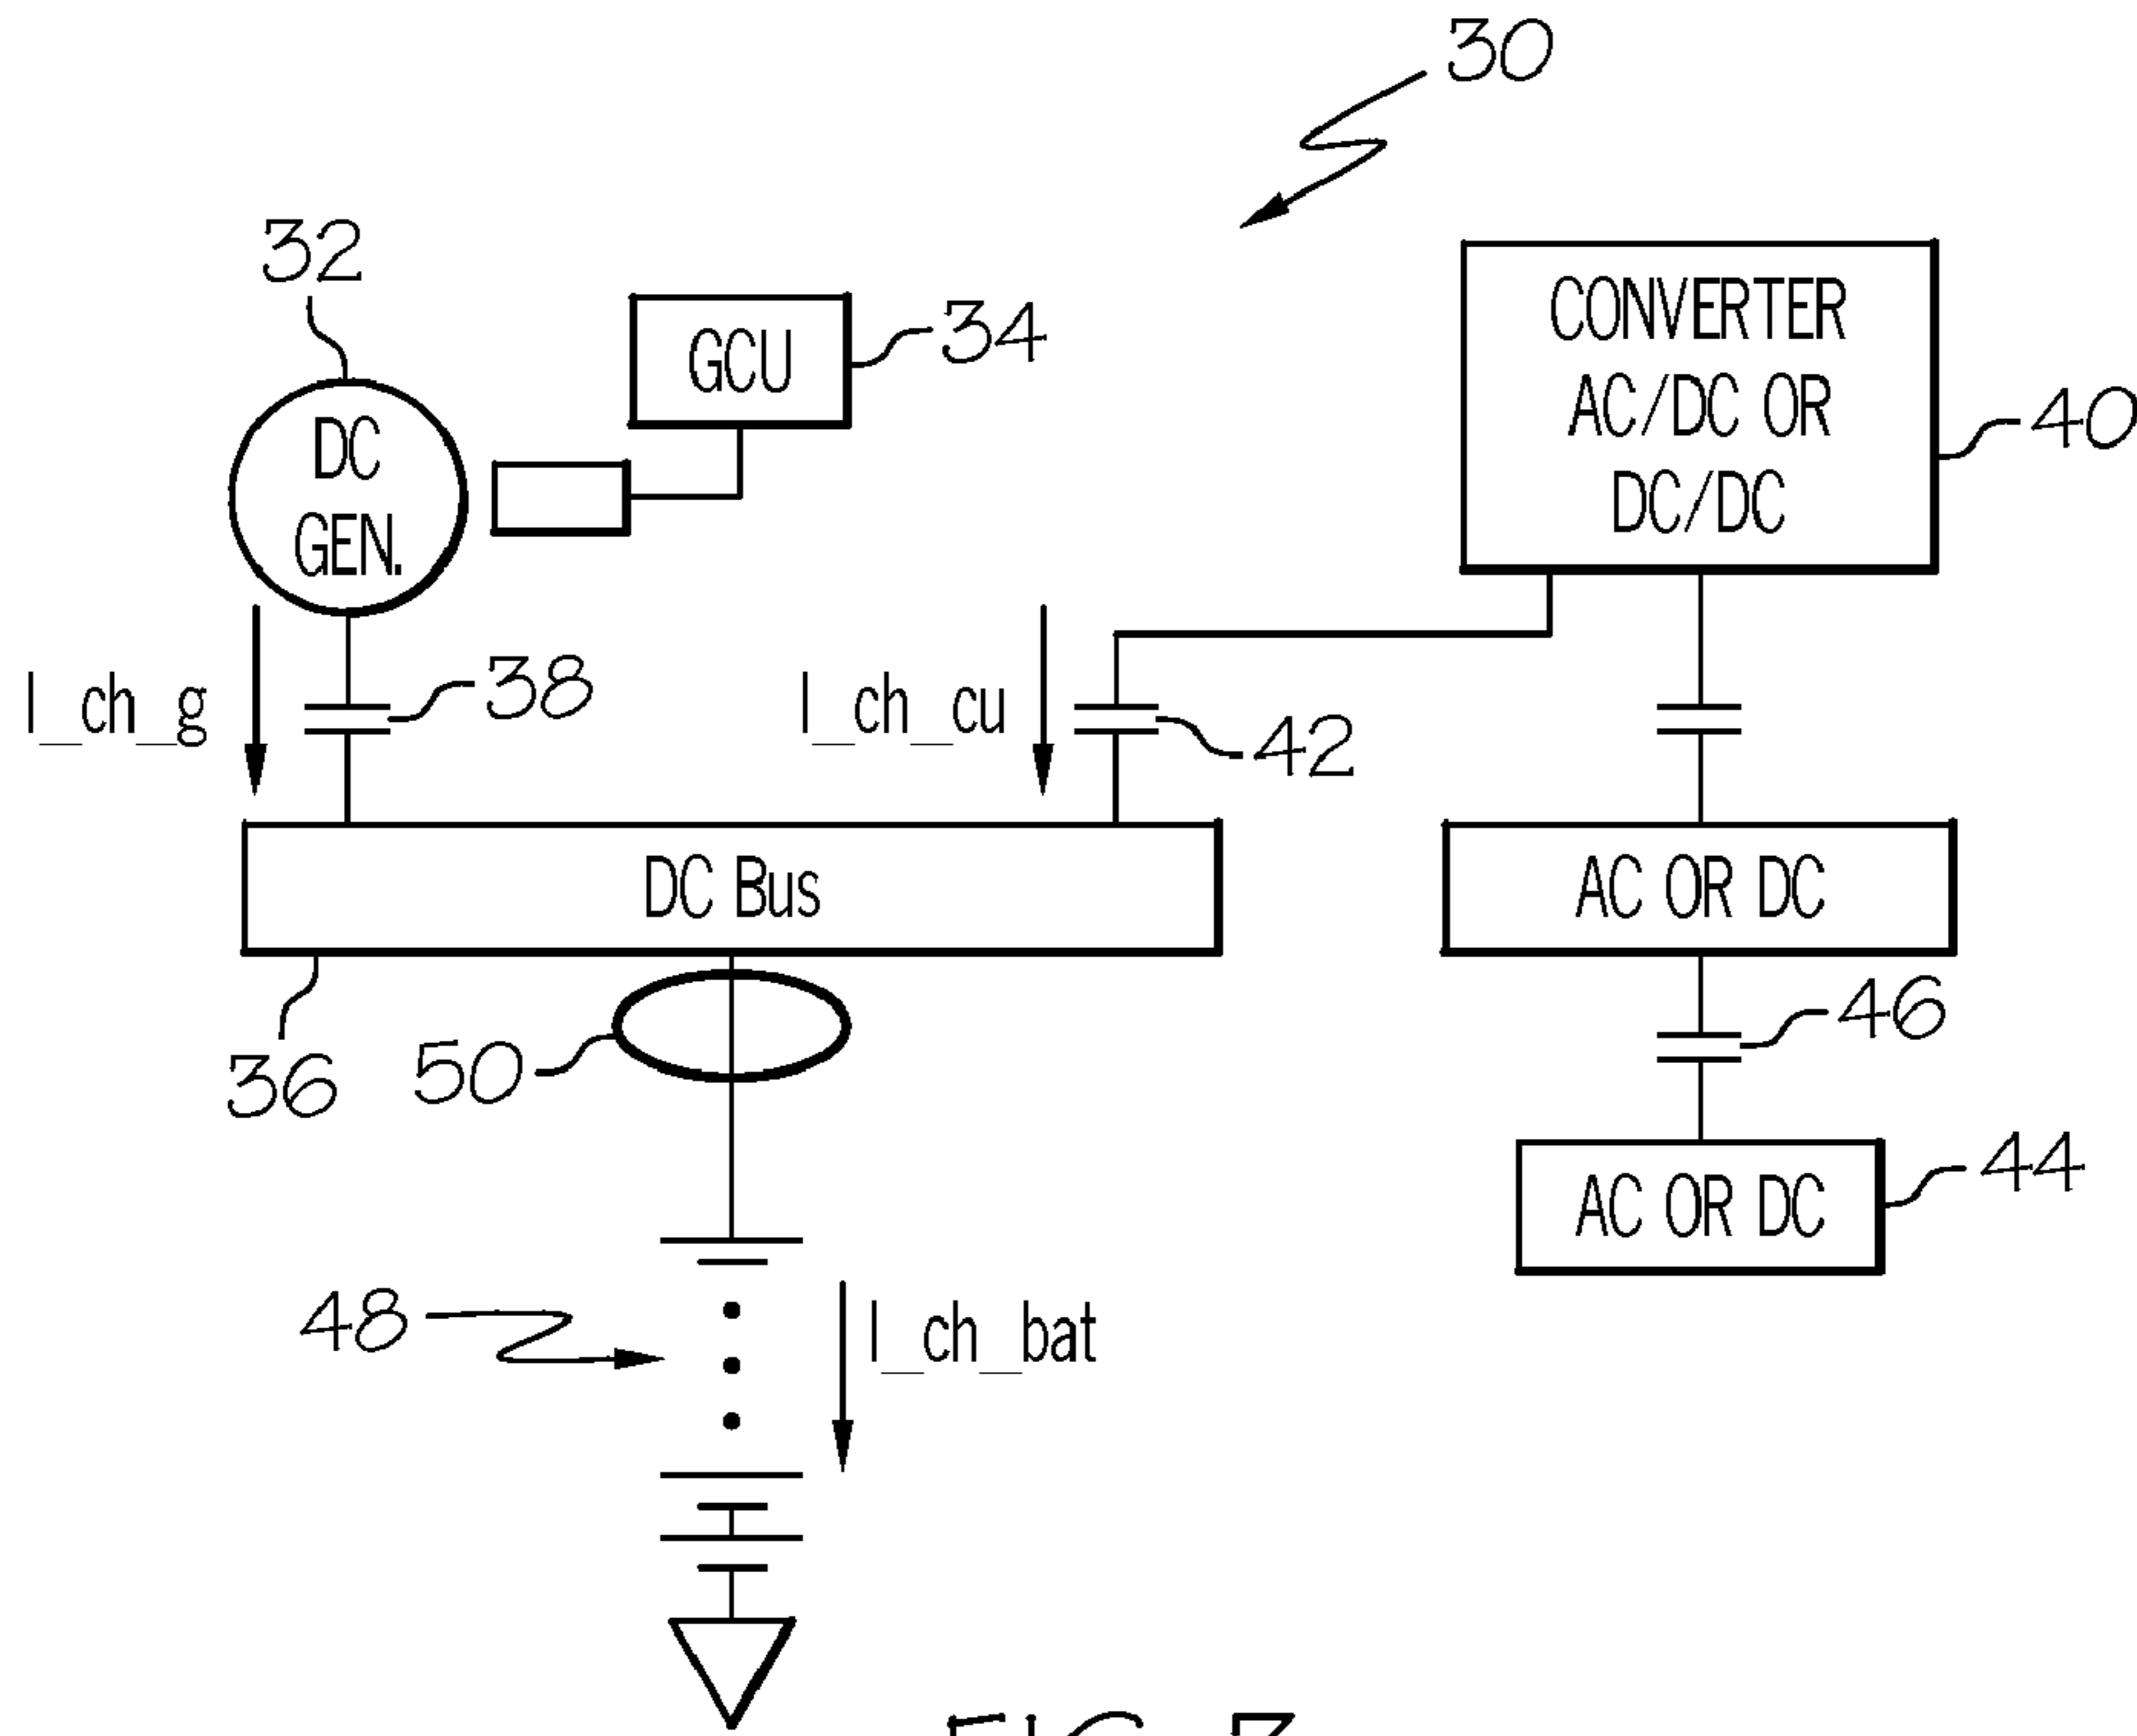 30
32
DC
GEN.
GCU
34
CONVERTER
AC/DC OR
DC/DC
40
I_ch_g
38
I_ch_cu
42
DC Bus
AC OR DC
36
50
46
AC OR DC
44
48
I_ch_bat